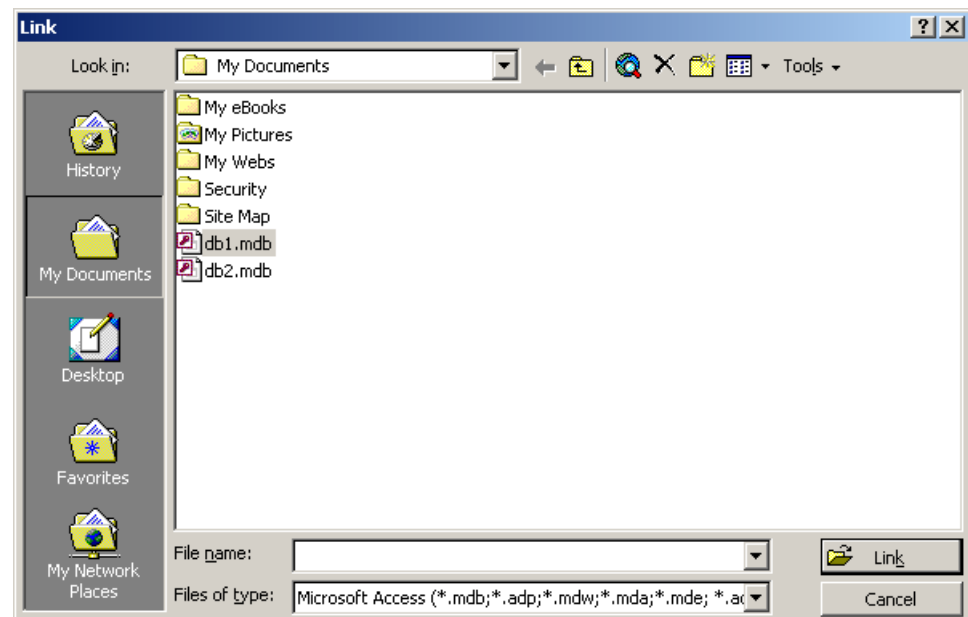 Link
Look in: My Documents Tools
My eBooks
My Pictures
My Webs
Security
Site Map
db1.mdb
db2.mdb
History
My Documents
Desktop
Favorites
My Network
Places
File name: Link
Files of type: Microsoft Access (*.mdb;*.adp;*.mdw;*.mda;*.mde; Cancel